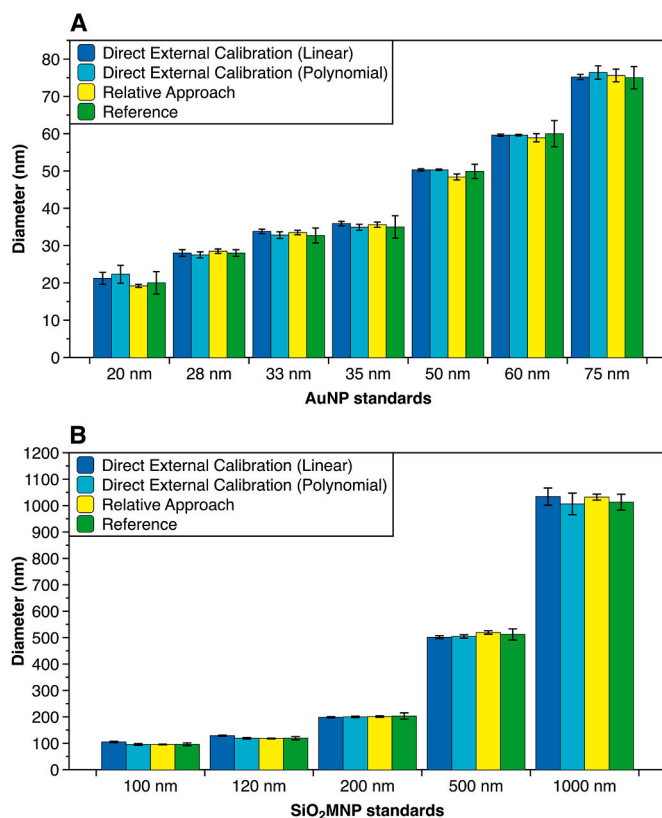 A
Direct External Calibration (Linear)
Direct External Calibration (Polynomial)
Relative Approach
Reference
80
70
60
50
40
30
20
10
0
Diameter (nm)
20 nm 28 nm 33 nm 35 nm 50 nm 60 nm 75 nm
AuNP standards
B
Direct External Calibration (Linear)
Direct External Calibration (Polynomial)
Relative Approach
Reference
1200
1100
1000
900
800
700
600
500
400
300
200
100
0
Diameter (nm)
100 nm 120 nm 200 nm 500 nm 1000 nm
SiO₂MNP standards